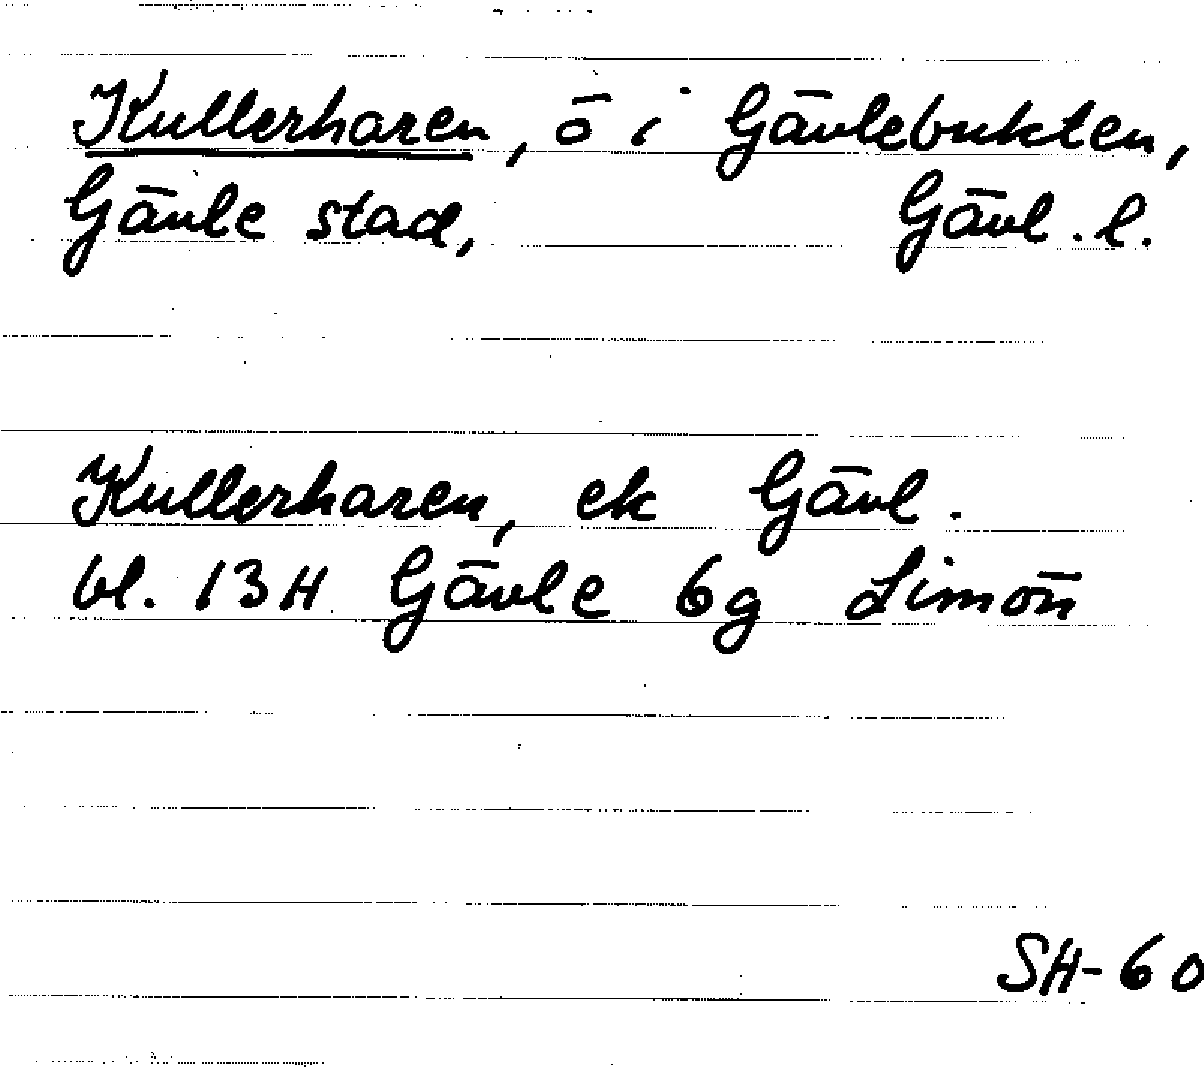 Kullerharen, ö i Gävlebukten,
Gävle stad, Gävl. l.
Kullerharen, ek Gävl.
bl. 13H Gävle 6g Limön
SH-60